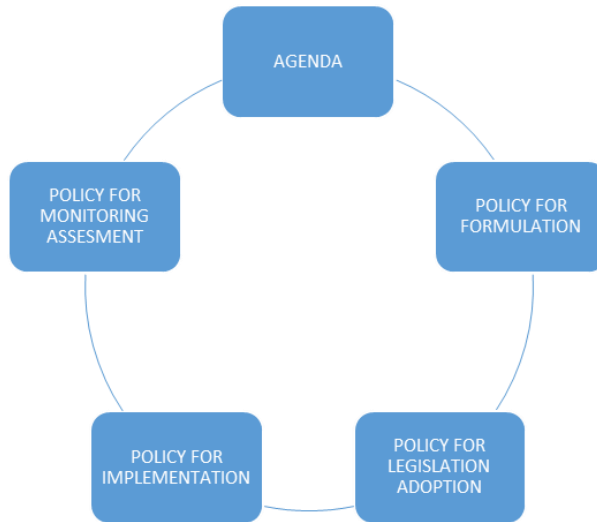 AGENDA
POLICY FOR
FORMULATION
POLICY FOR
LEGISLATION
ADOPTION
POLICY FOR
IMPLEMENTATION
POLICY FOR
MONITORING
ASSESMENT